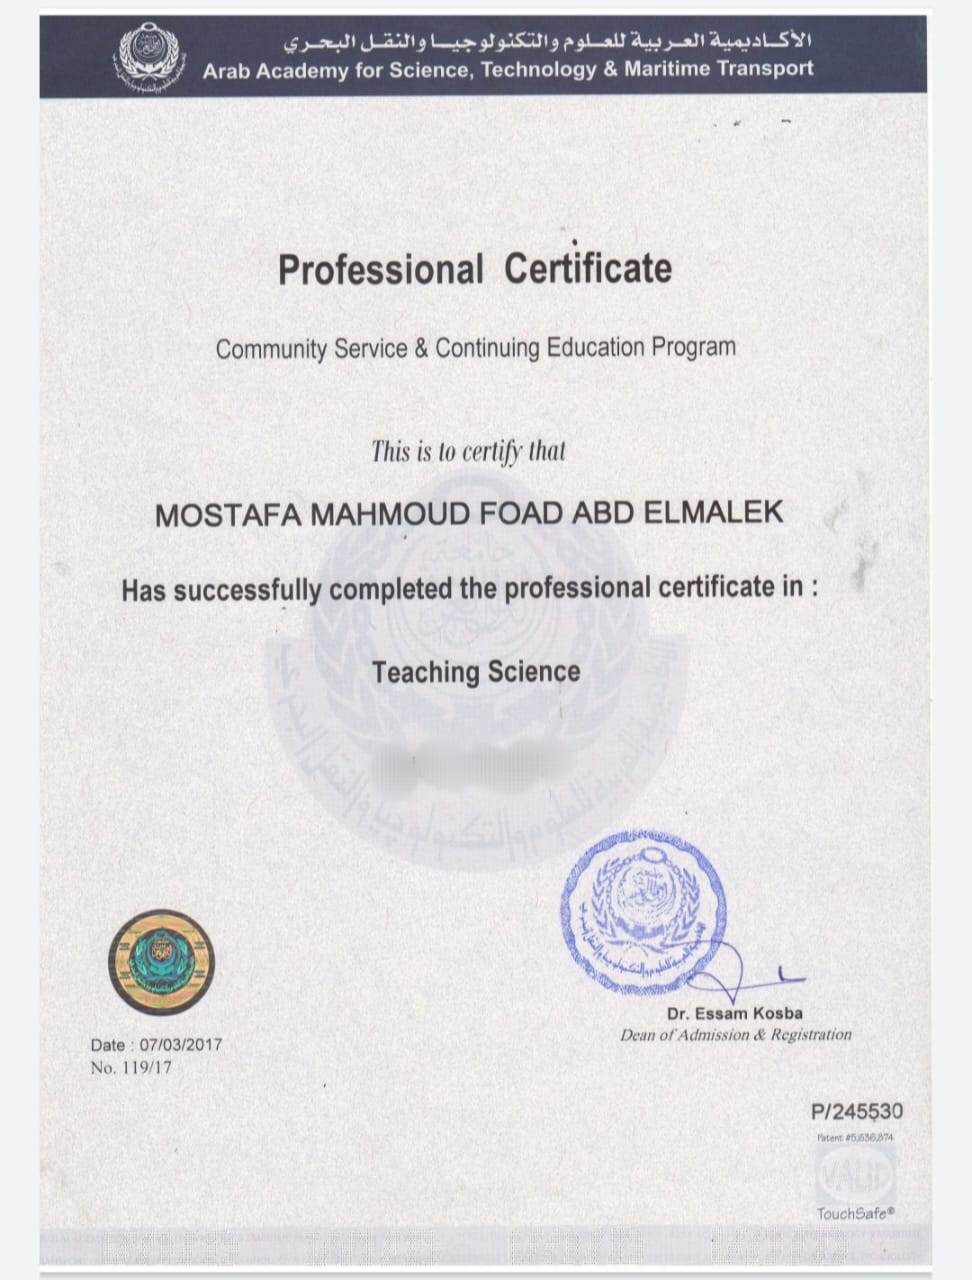 الأكاديمية العربية للعلوم والتكنولوجيا والنقل البحري
Arab Academy for Science, Technology & Maritime Transport
Professional Certificate
Community Service & Continuing Education Program
This is to certify that
MOSTAFA MAHMOUD FOAD ABD ELMALEK
Has successfully completed the professional certificate in :
Teaching Science
Dr. Essam Kosba
Dean of Admission & Registration
Date : 07/03/2017
No. 119/17
P/245530
Patent #5,636,874
VALID
TouchSafe®